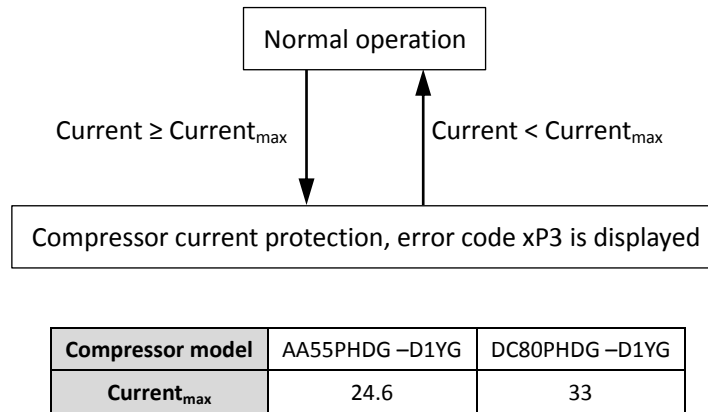 Normal operation
Current ≥ Currentmax
Current < Currentmax
Compressor current protection, error code xP3 is displayed
Compressor model AA55PHDG –D1YG DC80PHDG –D1YG
Currentmax 24.6 33